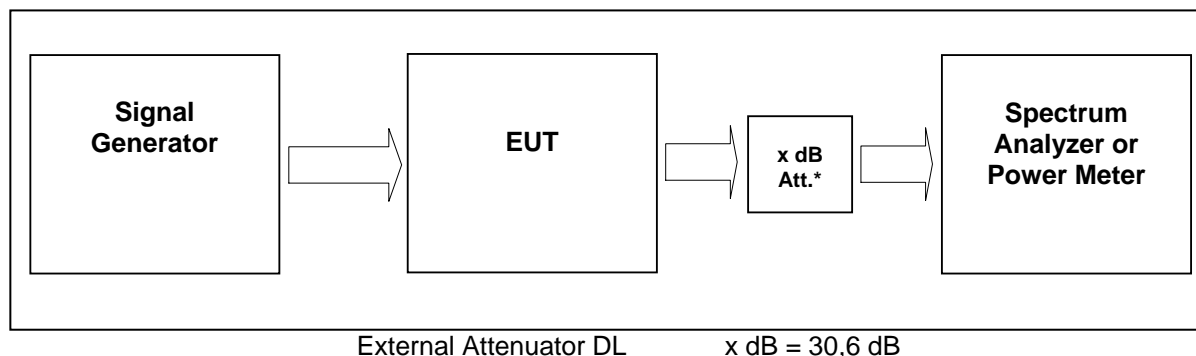 Signal
Generator
EUT
x dB
Att.*
Spectrum
Analyzer or
Power Meter
External Attenuator DL x dB = 30,6 dB